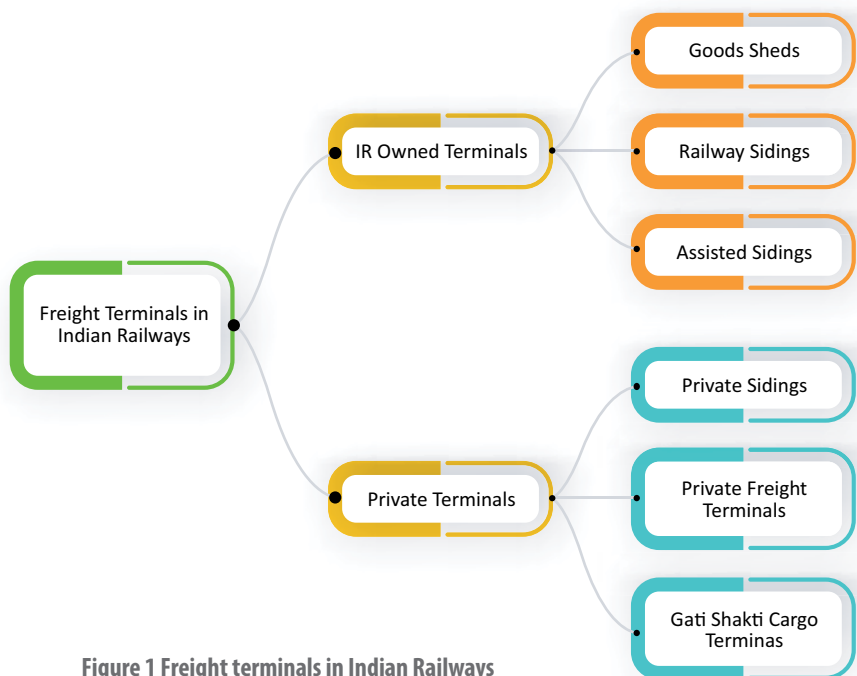 Freight Terminals in
Indian Railways
IR Owned Terminals
Goods Sheds
Railway Sidings
Assisted Sidings
Private Terminals
Private Sidings
Private Freight
Terminals
Gati Shakti Cargo
Terminas
Figure 1 Freight terminals in Indian Railways